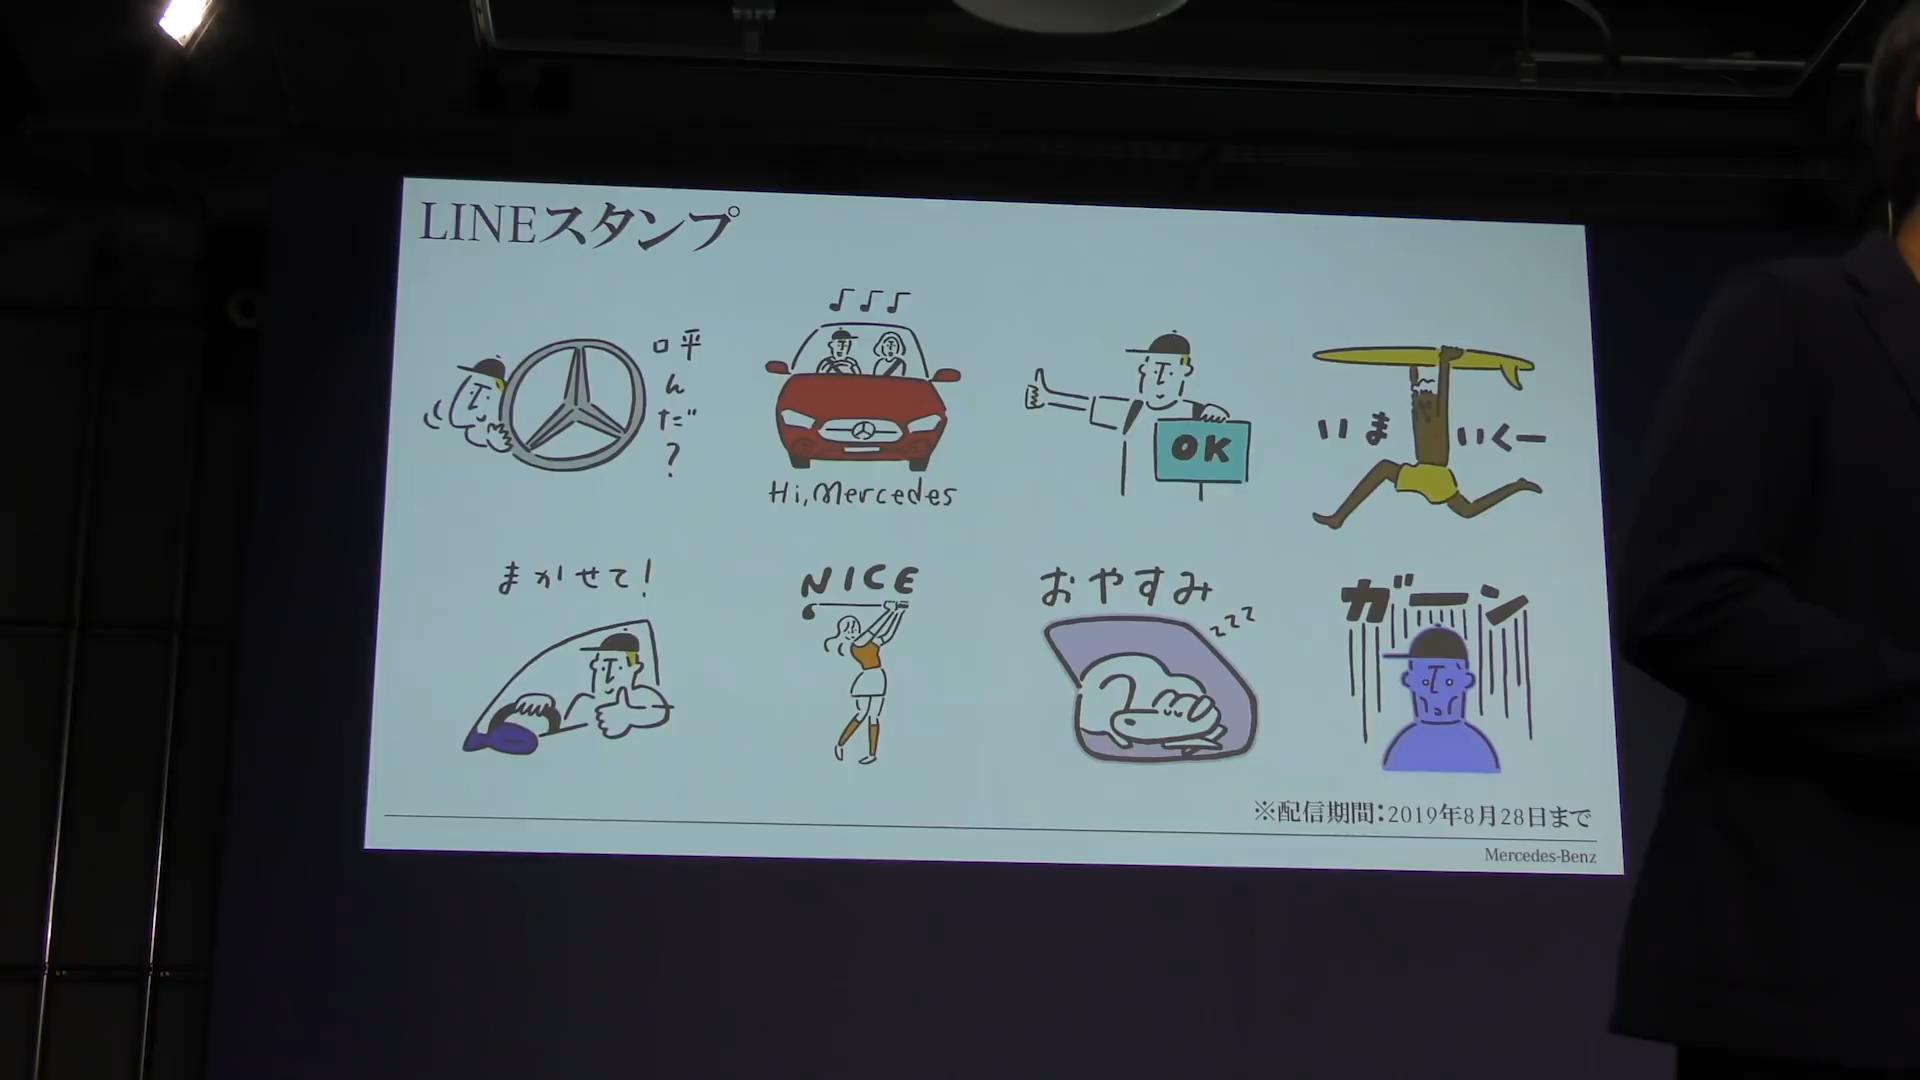 LINEスタンプ
呼んだ?
Hi, Mercedes
OK
いまいくー
まかせて!
NICE
おやすみ
zzz
ガーン
※配信期間:2019年8月28日まで
Mercedes-Benz